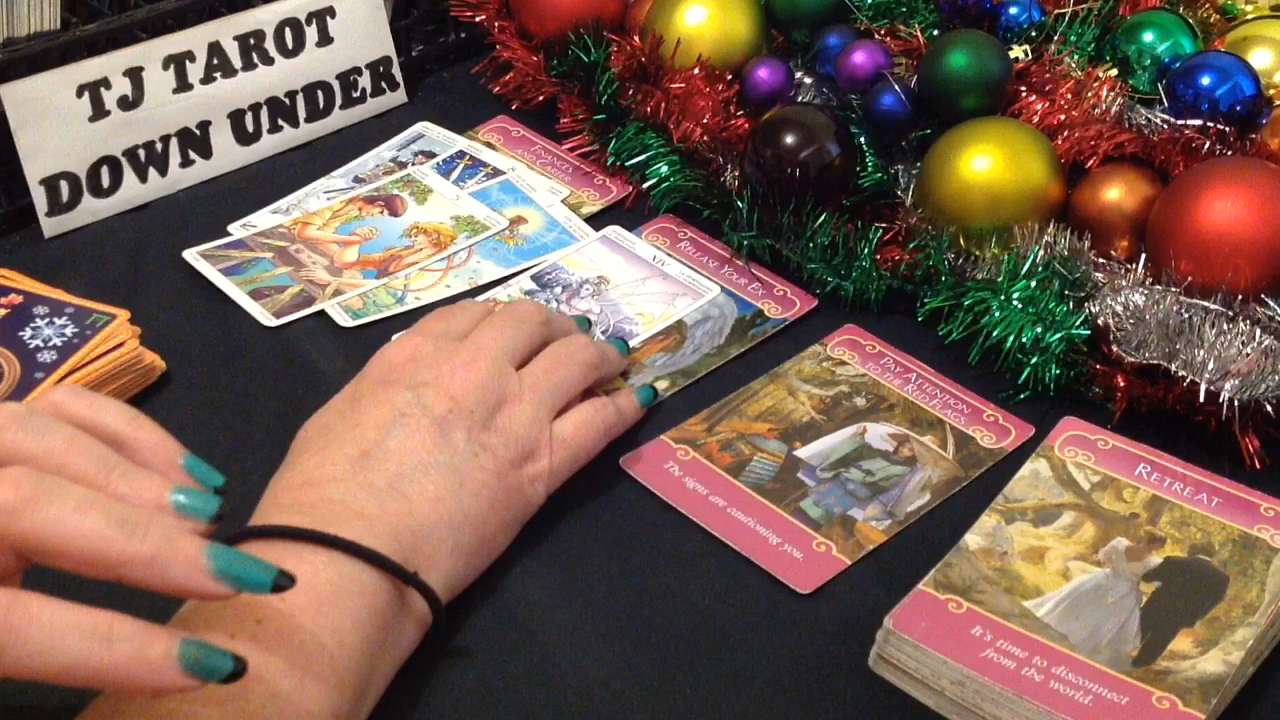 TJ TAROT
DOWN UNDER
FINANCES
AND CAREER
RELEASE YOUR EX
XIV
PAY ATTENTION
TO THE RED FLAGS
The signs are cautioning you.
RETREAT
It's time to disconnect
from the world.